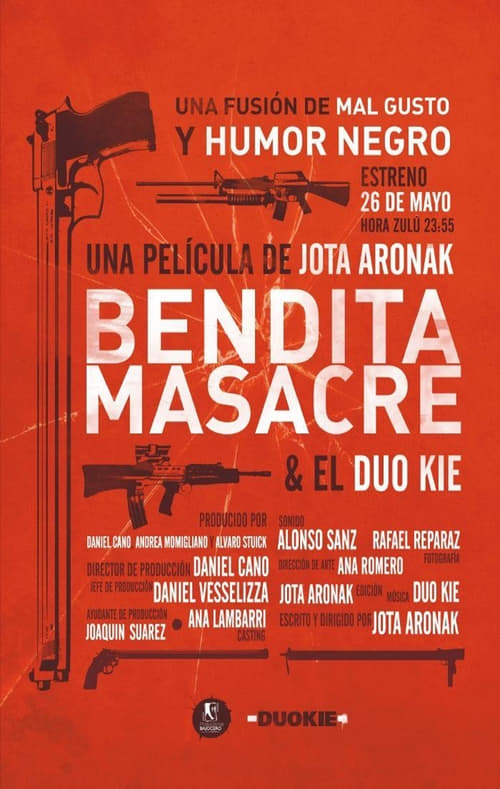 UNA FUSIÓN DE MAL GUSTO
Y HUMOR NEGRO
ESTRENO
26 DE MAYO
HORA ZULÚ 23:55
UNA PELÍCULA DE JOTA ARONAK
BENDITA
MASACRE
& EL DUO KIE
PRODUCIDO POR
DANIEL CANO ANDREA MOMIGLIANO Y ALVARO STUICK
DIRECTOR DE PRODUCCIÓN DANIEL CANO
JEFE DE PRODUCCIÓN DANIEL VESSELIZZA
AYUDANTE DE PRODUCCIÓN
JOAQUIN SUAREZ • ANA LAMBARRI
CASTING
SONIDO
ALONSO SANZ RAFAEL REPARAZ
FOTOGRAFÍA
DIRECCIÓN DE ARTE ANA ROMERO
JOTA ARONAK EDICIÓN MÚSICA DUO KIE
ESCRITO Y DIRIGIDO POR JOTA ARONAK
DUOKIE